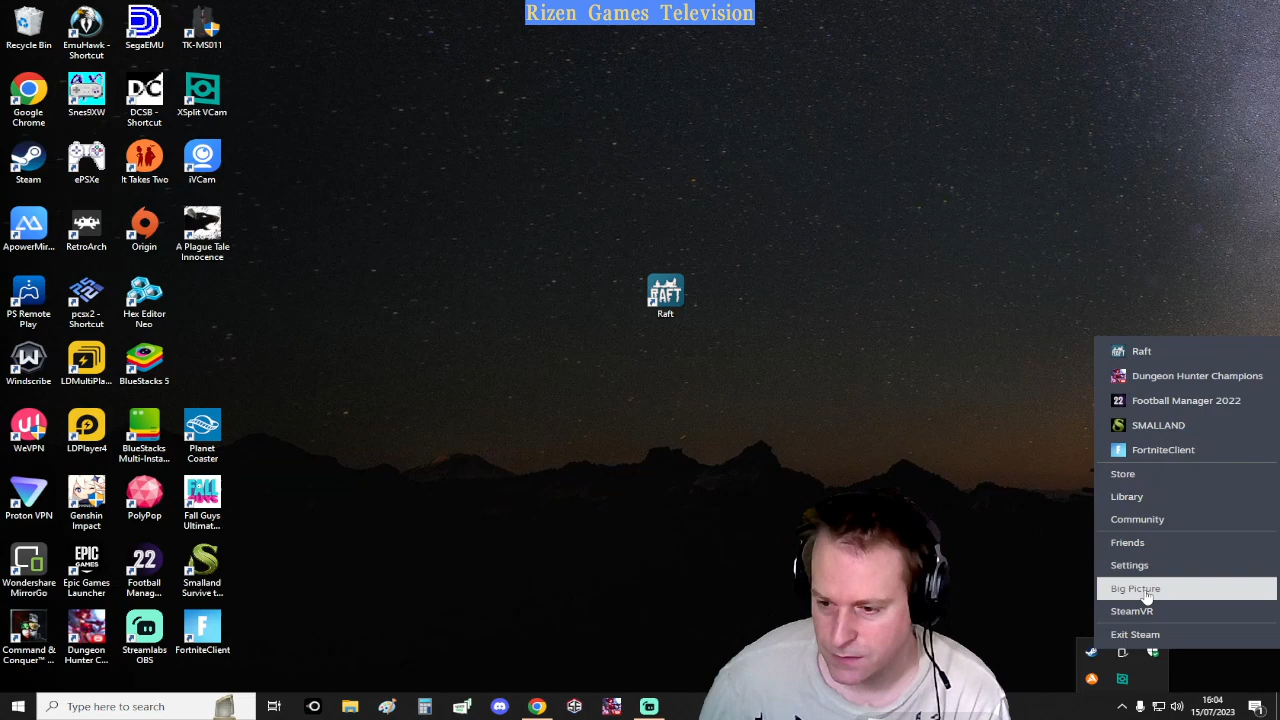 Rizen Games Television
Recycle Bin
EmuHawk - Shortcut
SegaEMU
TK-MS011
Google Chrome
Snes9XW
DCSB - Shortcut
XSplit VCam
Steam
ePSXe
It Takes Two
iVCam
ApowerMir...
RetroArch
Origin
A Plague Tale Innocence
PS Remote Play
pcsx2 - Shortcut
Hex Editor Neo
Windscribe
LDMultiPla...
BlueStacks 5
WeVPN
LDPlayer4
BlueStacks Multi-Insta...
Planet Coaster
Proton VPN
Genshin Impact
PolyPop
Fall Guys Ultimat...
Wondershare MirrorGo
Epic Games Launcher
Football Manag...
Smalland Survive t...
Command & Conquer™ ...
Dungeon Hunter C...
Streamlabs OBS
FortniteClient
Raft
Raft
Dungeon Hunter Champions
Football Manager 2022
SMALLAND
FortniteClient
Store
Library
Community
Friends
Settings
Big Picture
SteamVR
Exit Steam
Type here to search
16:04
15/07/2023